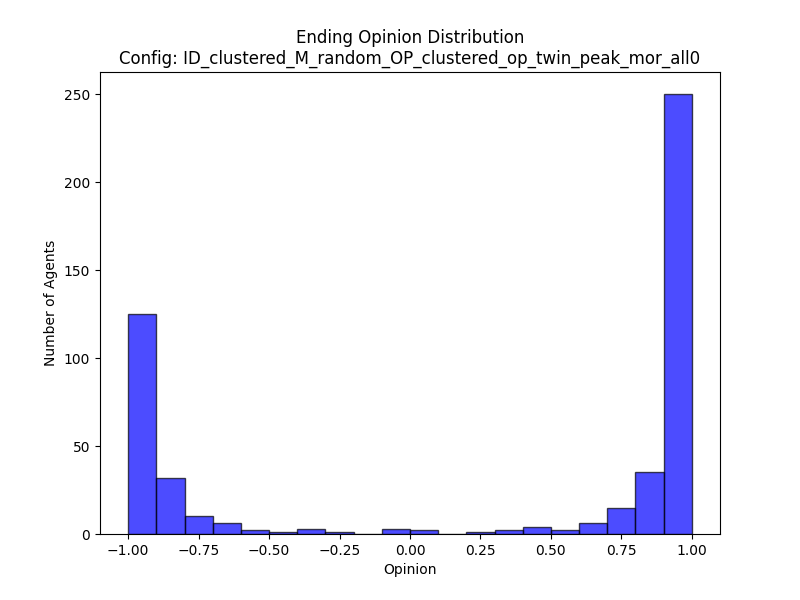 Ending Opinion Distribution
Config: ID_clustered_M_random_OP_clustered_op_twin_peak_mor_all0
250
200
150
100
50
0
Number of Agents
−1.00 −0.75 −0.50 −0.25 0.00 0.25 0.50 0.75 1.00
Opinion